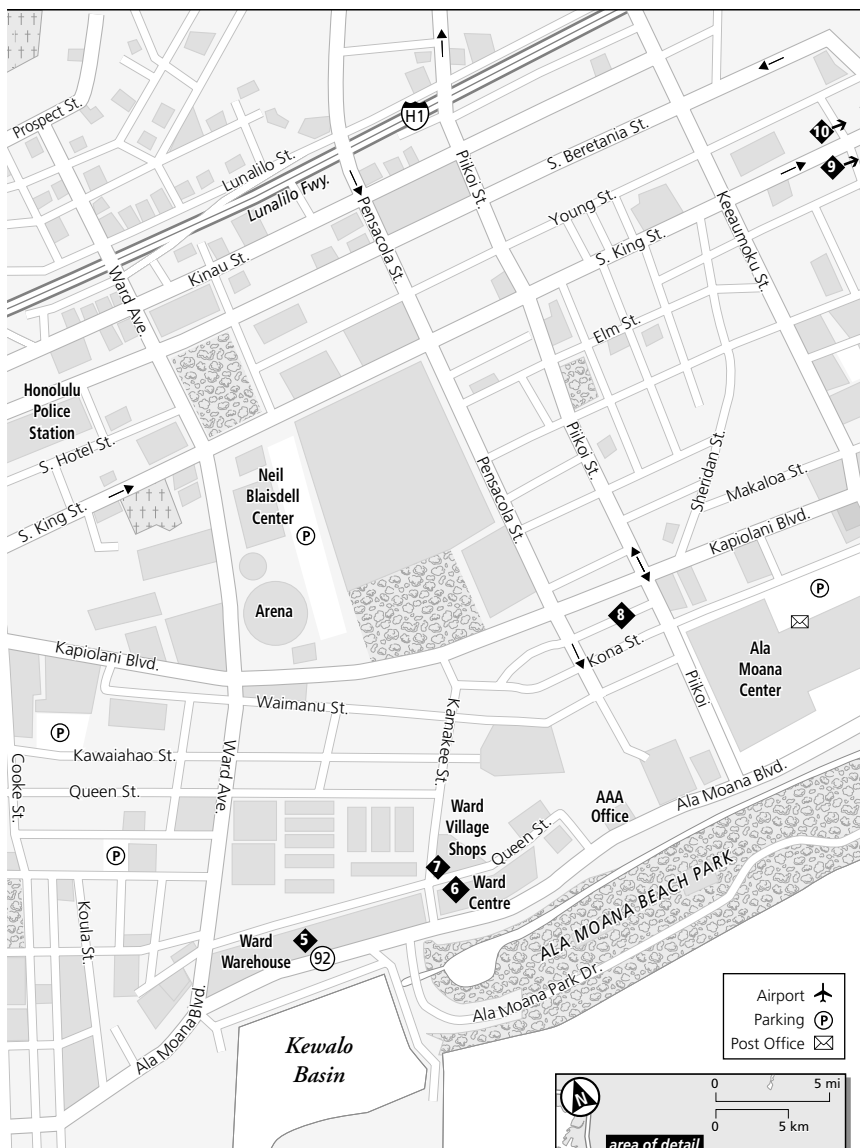 Prospect St.
Lunalilo St.
Lunalilo Fwy.
H1
Piikoi St.
S. Beretania St.
10
9
Pensacola St.
Young St.
Keeaumoku St.
Kinau St.
S. King St.
Ward Ave.
Elm St.
Honolulu
Police
Station
S. Hotel St.
Piikoi St.
Neil
Blaisdell
Center
P
Pensacola St.
Sheridan St.
Makaloa St.
S. King St.
Kapiolani Blvd.
P
Arena
8
Kona St.
Ala
Moana
Center
Kapiolani Blvd.
Piikoi
Waimanu St.
Kamakee St.
P
Kawaiahao St.
Cooke St.
Ward Ave.
Queen St.
Ala Moana Blvd.
AAA
Office
Ward
Village
Shops
Queen St.
P
7
6
Ward
Centre
ALA MOANA BEACH PARK
Koula St.
5
Ward
Warehouse
92
Ala Moana Park Dr.
Ala Moana Blvd.
Kewalo
Basin
Airport
Parking P
Post Office
N
0 5 mi
0 5 km
area of detail